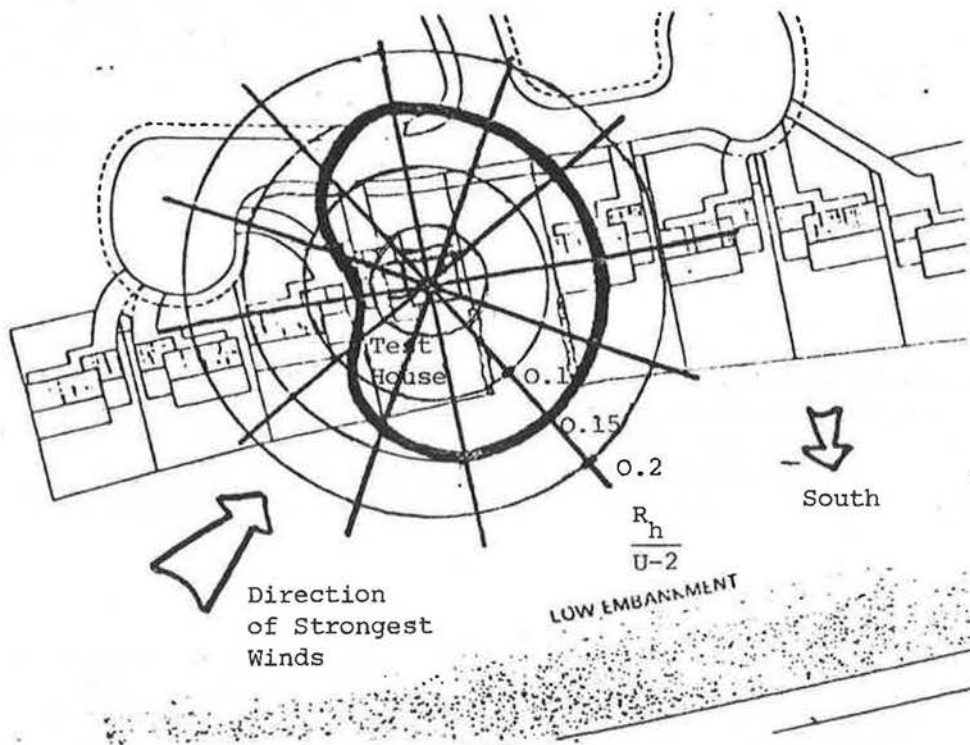 Test
House
0.1
0.15
0.2
South
R
h
U-2
Direction
of Strongest
Winds
LOW EMBANKMENT